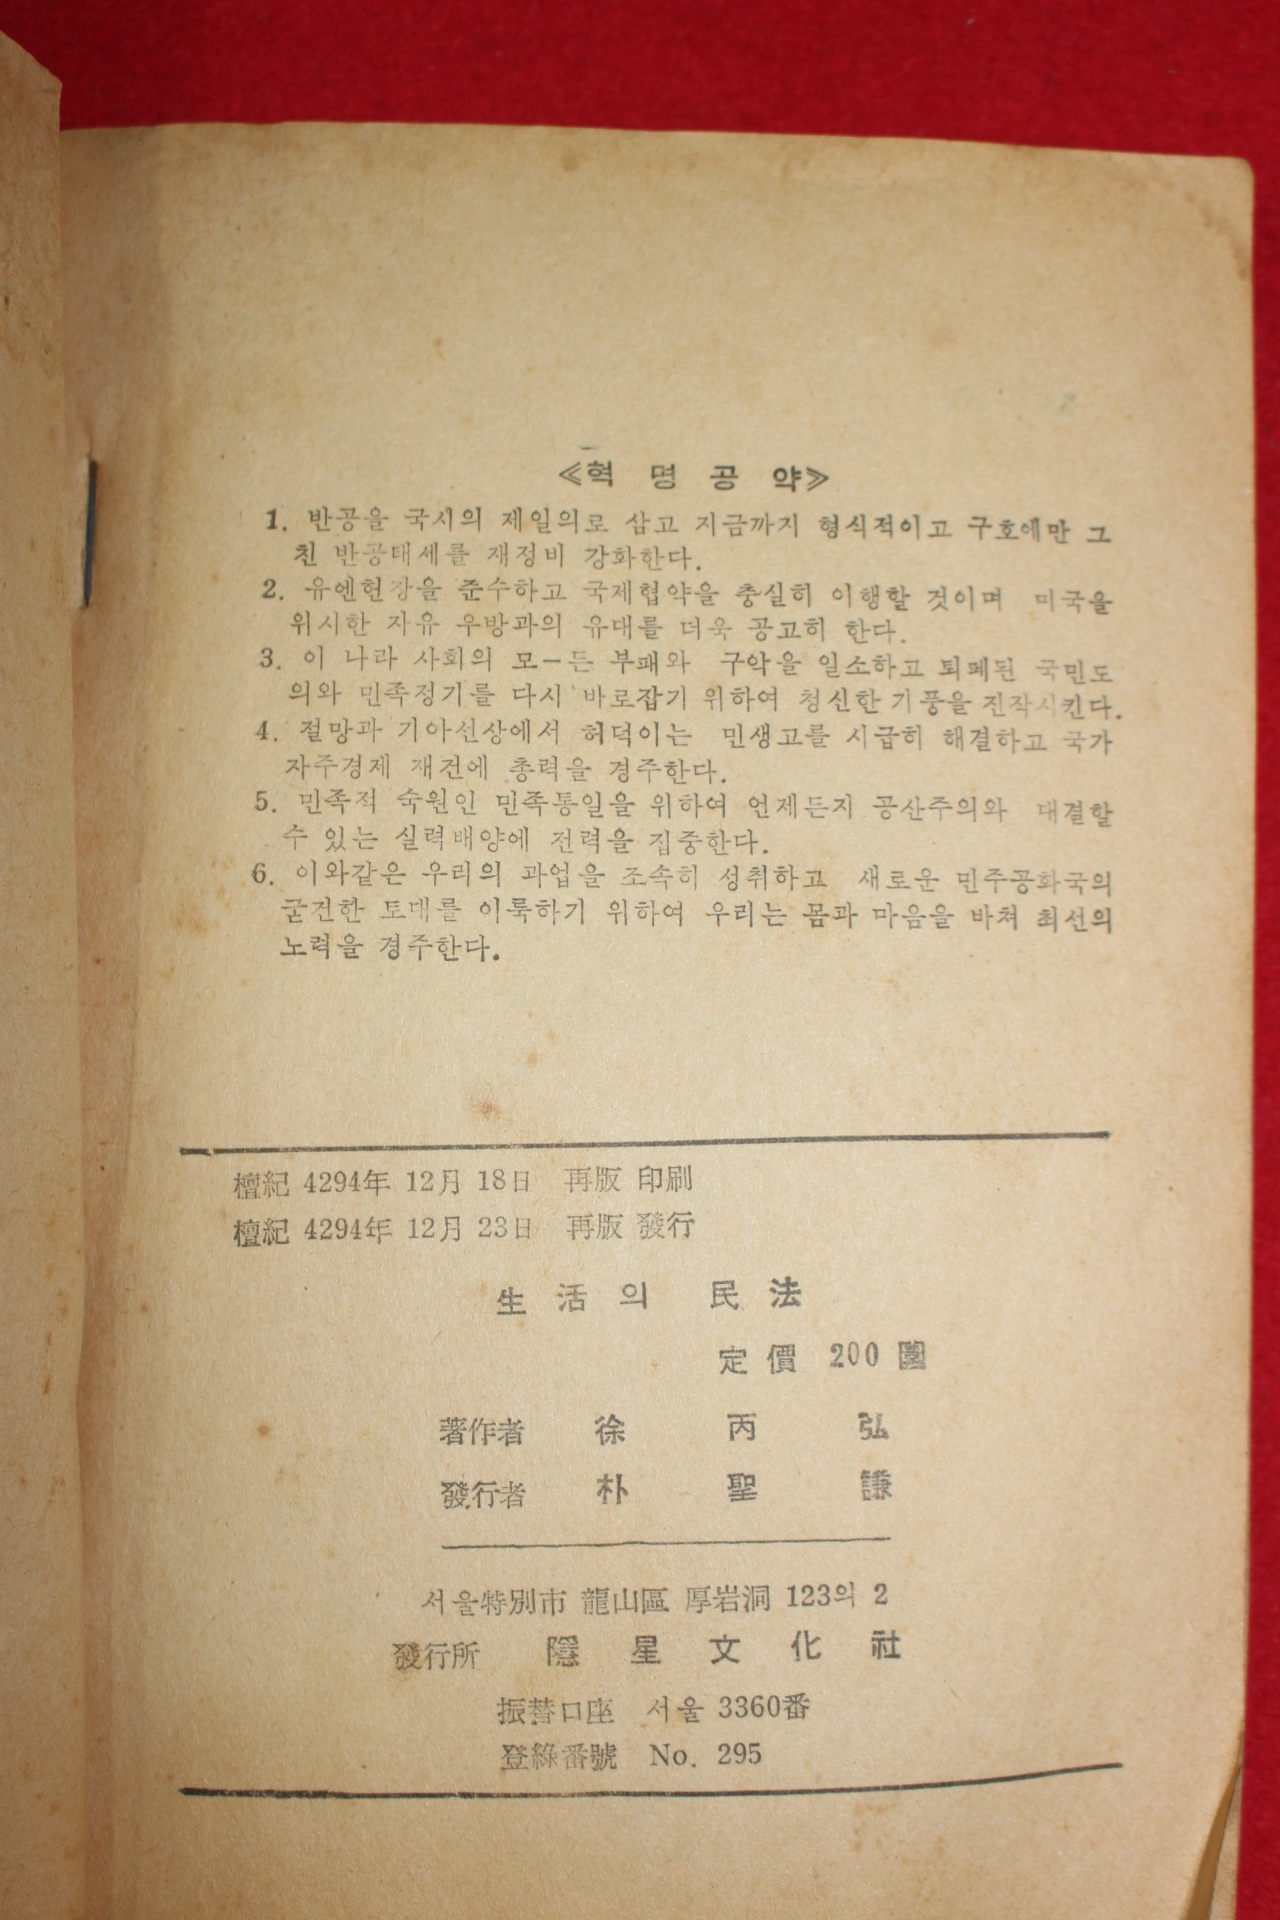 ≪혁 명 공 약≫
1. 반공을 국시의 제일의로 삼고 지금까지 형식적이고 구호에만 그
친 반공태세를 재정비 강화한다.
2. 유엔헌장을 준수하고 국제협약을 충실히 이행할 것이며 미국을
위시한 자유 우방과의 유대를 더욱 공고히 한다.
3. 이 나라 사회의 모ー든 부패와 구악을 일소하고 퇴폐된 국민도
의와 민족정기를 다시 바로잡기 위하여 청신한 기풍을 진작시킨다.
4. 절망과 기아선상에서 허덕이는 민생고를 시급히 해결하고 국가
자주경제 재건에 총력을 경주한다.
5. 민족적 숙원인 민족통일을 위하여 언제든지 공산주의와 대결할
수 있는 실력배양에 전력을 집중한다.
6. 이와같은 우리의 과업을 조속히 성취하고 새로운 민주공화국의
굳건한 토대를 이룩하기 위하여 우리는 몸과 마음을 바쳐 최선의
노력을 경주한다.
檀紀 4294年 12月 18日 再版 印刷
檀紀 4294年 12月 23日 再版 發行
生活의 民法
定價 200圜
著作者 徐丙弘
發行者 朴聖謙
서울特別市 龍山區 厚岩洞 123의 2
發行所 隱星文化社
振替口座 서울 3360番
登錄番號 No. 295